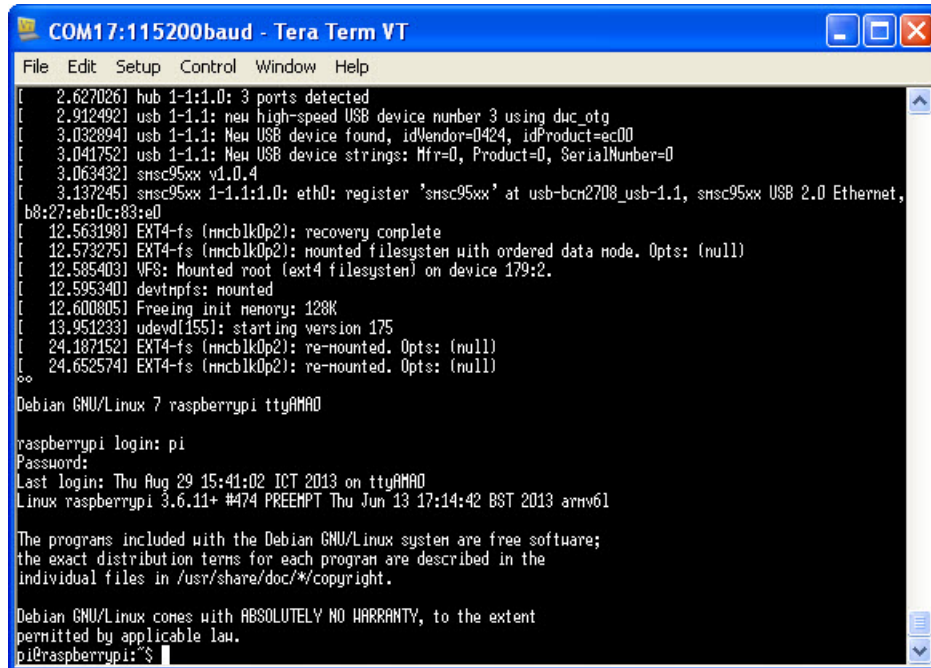 COM17:115200baud - Tera Term VT
File Edit Setup Control Window Help
[    2.627026] hub 1-1:1.0: 3 ports detected
[    2.912492] usb 1-1.1: new high-speed USB device number 3 using dwc_otg
[    3.032894] usb 1-1.1: New USB device found, idVendor=0424, idProduct=ec00
[    3.041752] usb 1-1.1: New USB device strings: Mfr=0, Product=0, SerialNumber=0
[    3.063432] smsc95xx v1.0.4
[    3.137245] smsc95xx 1-1.1:1.0: eth0: register 'smsc95xx' at usb-bcm2708_usb-1.1, smsc95xx USB 2.0 Ethernet,
b8:27:eb:0c:83:e0
[   12.563198] EXT4-fs (mmcblk0p2): recovery complete
[   12.573275] EXT4-fs (mmcblk0p2): mounted filesystem with ordered data mode. Opts: (null)
[   12.585403] VFS: Mounted root (ext4 filesystem) on device 179:2.
[   12.595340] devtmpfs: mounted
[   12.600805] Freeing init memory: 128K
[   13.951233] udevd[155]: starting version 175
[   24.187152] EXT4-fs (mmcblk0p2): re-mounted. Opts: (null)
[   24.652574] EXT4-fs (mmcblk0p2): re-mounted. Opts: (null)
°°
Debian GNU/Linux 7 raspberrypi ttyAMA0
raspberrypi login: pi
Password:
Last login: Thu Aug 29 15:41:02 ICT 2013 on ttyAMA0
Linux raspberrypi 3.6.11+ #474 PREEMPT Thu Jun 13 17:14:42 BST 2013 armv6l
The programs included with the Debian GNU/Linux system are free software;
the exact distribution terms for each program are described in the
individual files in /usr/share/doc/*/copyright.
Debian GNU/Linux comes with ABSOLUTELY NO WARRANTY, to the extent
permitted by applicable law.
pi@raspberrypi:~$